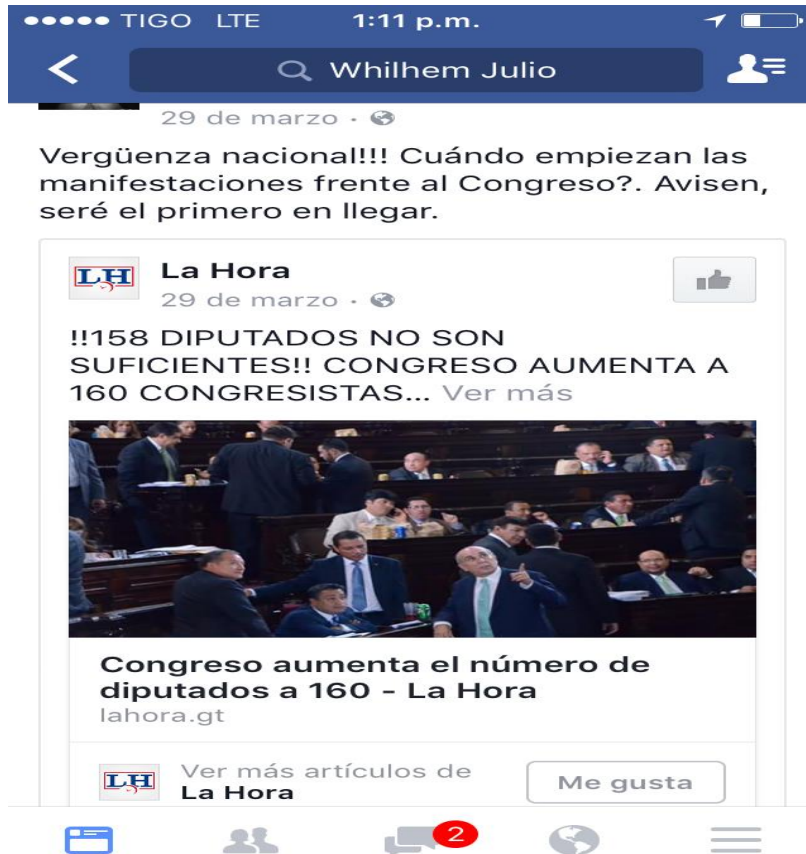 TIGO LTE 1:11 p.m.
Whilhem Julio
29 de marzo ·
Vergüenza nacional!!! Cuándo empiezan las
manifestaciones frente al Congreso?. Avisen,
seré el primero en llegar.
LH
La Hora
29 de marzo ·
!!158 DIPUTADOS NO SON
SUFICIENTES!! CONGRESO AUMENTA A
160 CONGRESISTAS... Ver más
Congreso aumenta el número de
diputados a 160 - La Hora
lahora.gt
LH
Ver más artículos de
La Hora
Me gusta
2